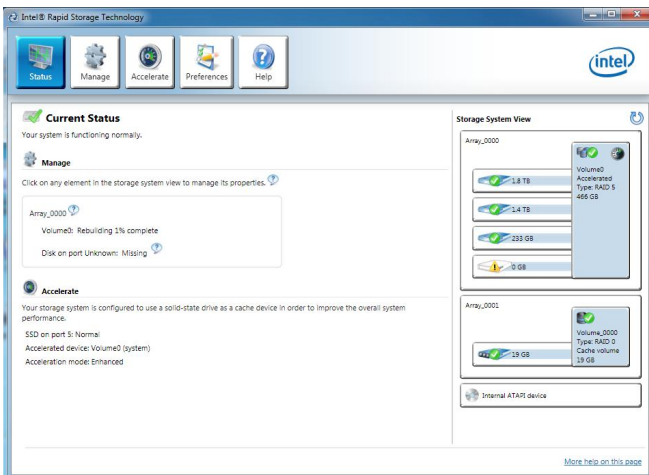 Intel® Rapid Storage Technology
Status
Manage
Accelerate
Preferences
Help
intel
Current Status
Your system is functioning normally.
Manage
Click on any element in the storage system view to manage its properties.
Array_0000
Volume0: Rebuilding 1% complete
Disk on port Unknown: Missing
Accelerate
Your storage system is configured to use a solid-state drive as a cache device in order to improve the overall system
performance.
SSD on port 5: Normal
Accelerated device: Volume0 (system)
Acceleration mode: Enhanced
Storage System View
Array_0000
1.8 TB
1.4 TB
233 GB
0 GB
Volume0
Accelerated
Type: RAID 5
466 GB
Array_0001
19 GB
Volume_0000
Type: RAID 0
Cache volume
19 GB
Internal ATAPI device
More help on this page